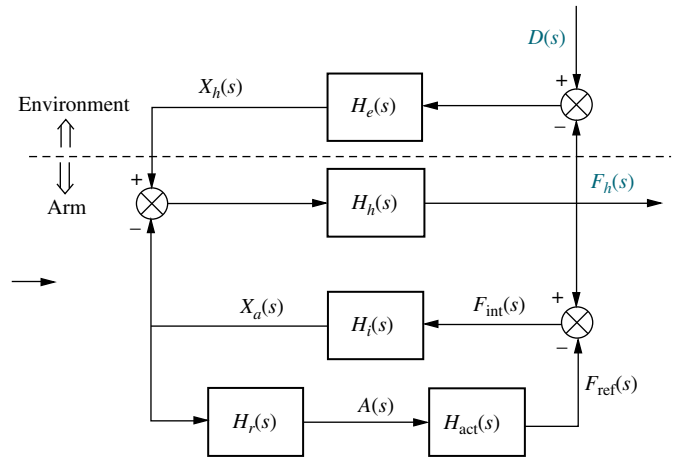 D(s)
X_h(s)
H_e(s)
+
−
Environment
Arm
+
−
H_h(s)
F_h(s)
X_a(s)
H_i(s)
F_int(s)
+
−
F_ref(s)
H_r(s)
A(s)
H_act(s)